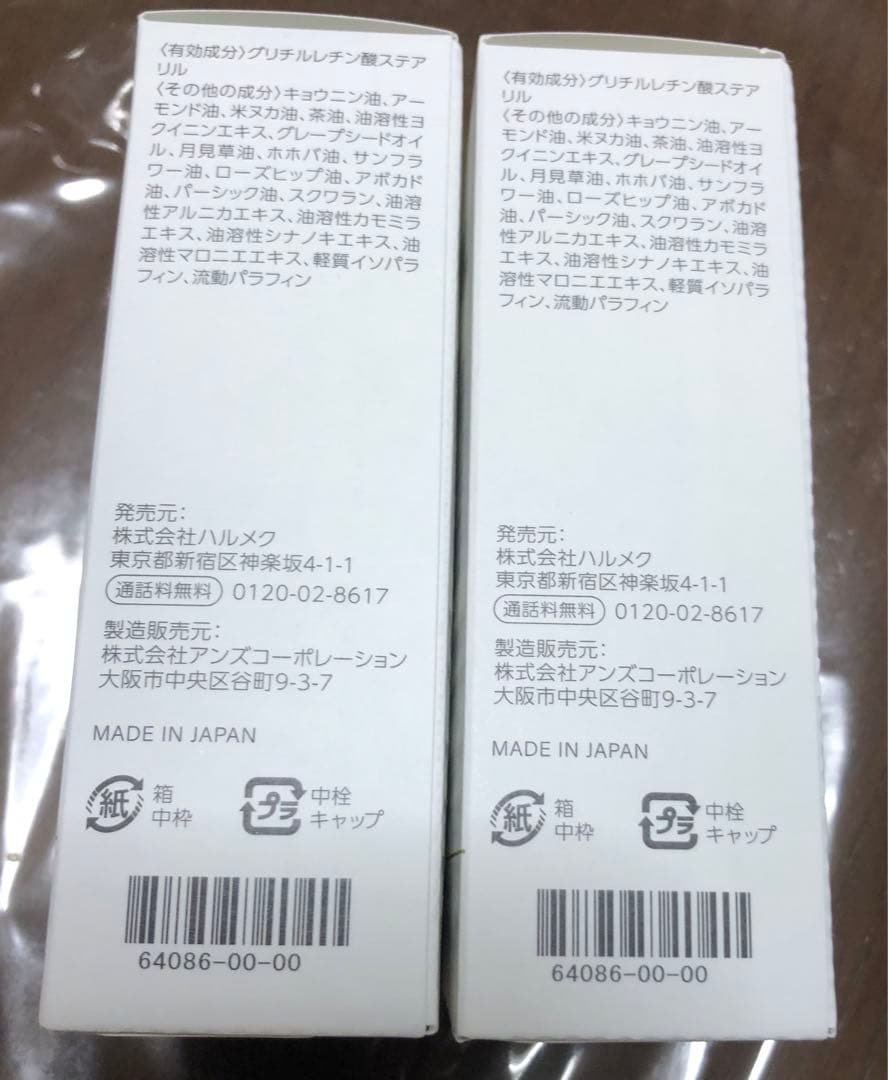 〈有効成分〉グリチルレチン酸ステア
リル
〈その他の成分〉キョウニン油、アー
モンド油、米ヌカ油、茶油、油溶性ヨ
クイニンエキス、グレープシードオイ
ル、月見草油、ホホバ油、サンフラ
ワー油、ローズヒップ油、アボカド
油、パーシック油、スクワラン、油溶
性アルニカエキス、油溶性カモミラ
エキス、油溶性シナノキエキス、油
溶性マロニエエキス、軽質イソパラ
フィン、流動パラフィン
発売元:
株式会社ハルメク
東京都新宿区神楽坂4-1-1
通話料無料 0120-02-8617
製造販売元:
株式会社アンズコーポレーション
大阪市中央区谷町9-3-7
MADE IN JAPAN
紙 箱
中枠
プラ 中栓
キャップ
64086-00-00
〈有効成分〉グリチルレチン酸ステア
リル
〈その他の成分〉キョウニン油、アー
モンド油、米ヌカ油、茶油、油溶性ヨ
クイニンエキス、グレープシードオイ
ル、月見草油、ホホバ油、サンフラ
ワー油、ローズヒップ油、アボカド
油、パーシック油、スクワラン、油溶
性アルニカエキス、油溶性カモミラ
エキス、油溶性シナノキエキス、油
溶性マロニエエキス、軽質イソパラ
フィン、流動パラフィン
発売元:
株式会社ハルメク
東京都新宿区神楽坂4-1-1
通話料無料 0120-02-8617
製造販売元:
株式会社アンズコーポレーション
大阪市中央区谷町9-3-7
MADE IN JAPAN
紙 箱
中枠
プラ 中栓
キャップ
64086-00-00